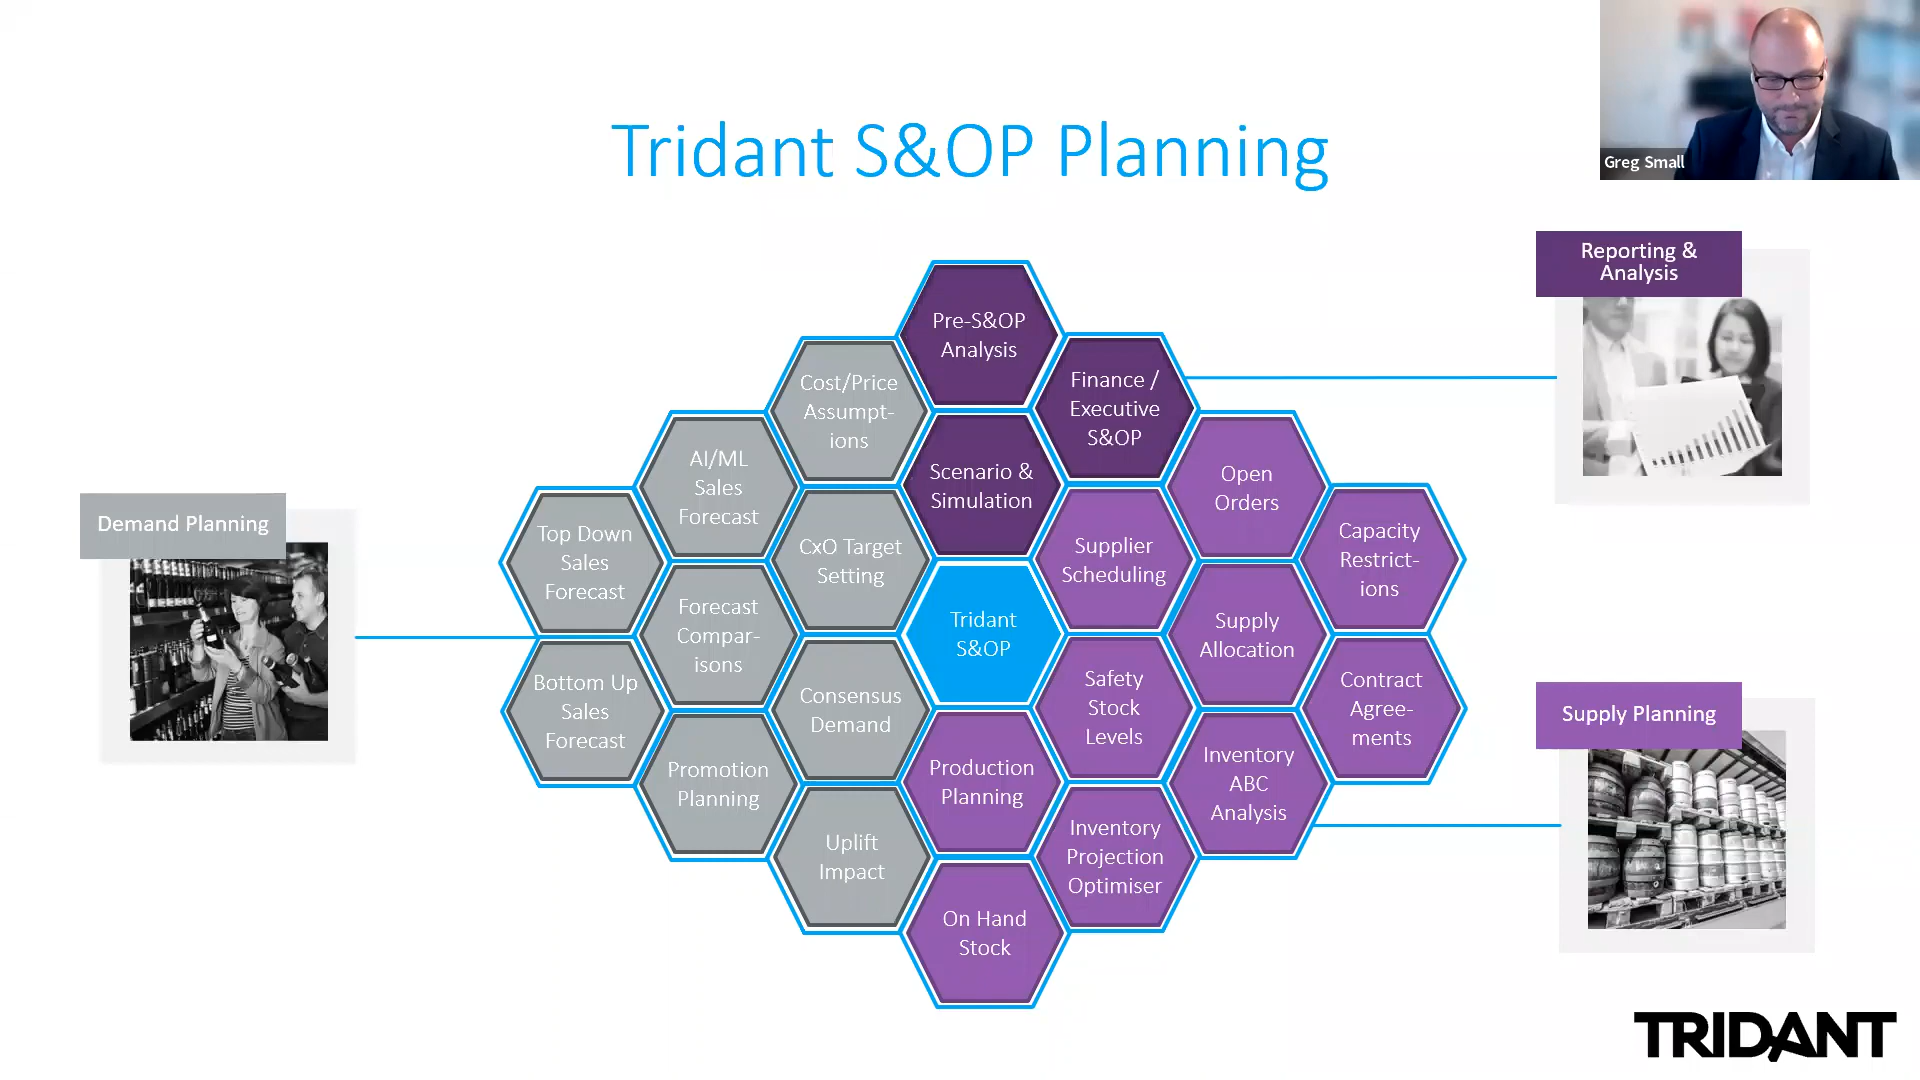 Tridant S&OP Planning
Greg Small
Reporting &
Analysis
Pre-S&OP
Analysis
Cost/Price
Assumpt-
ions
Finance /
Executive
S&OP
AI/ML
Sales
Forecast
Scenario &
Simulation
Open
Orders
Demand Planning
Top Down
Sales
Forecast
CxO Target
Setting
Supplier
Scheduling
Capacity
Restrict-
ions
Forecast
Compar-
isons
Tridant
S&OP
Supply
Allocation
Bottom Up
Sales
Forecast
Consensus
Demand
Safety
Stock
Levels
Contract
Agree-
ments
Supply Planning
Promotion
Planning
Production
Planning
Inventory
ABC
Analysis
Uplift
Impact
Inventory
Projection
Optimiser
On Hand
Stock
TRIDANT